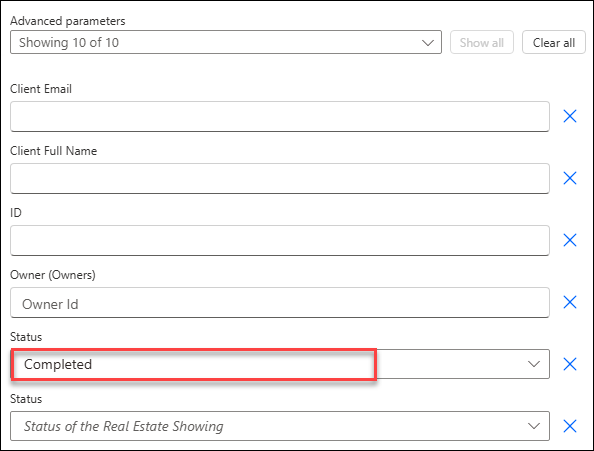 Advanced parameters
Showing 10 of 10
Show all
Clear all
Client Email
Client Full Name
ID
Owner (Owners)
Owner Id
Status
Completed
Status
Status of the Real Estate Showing